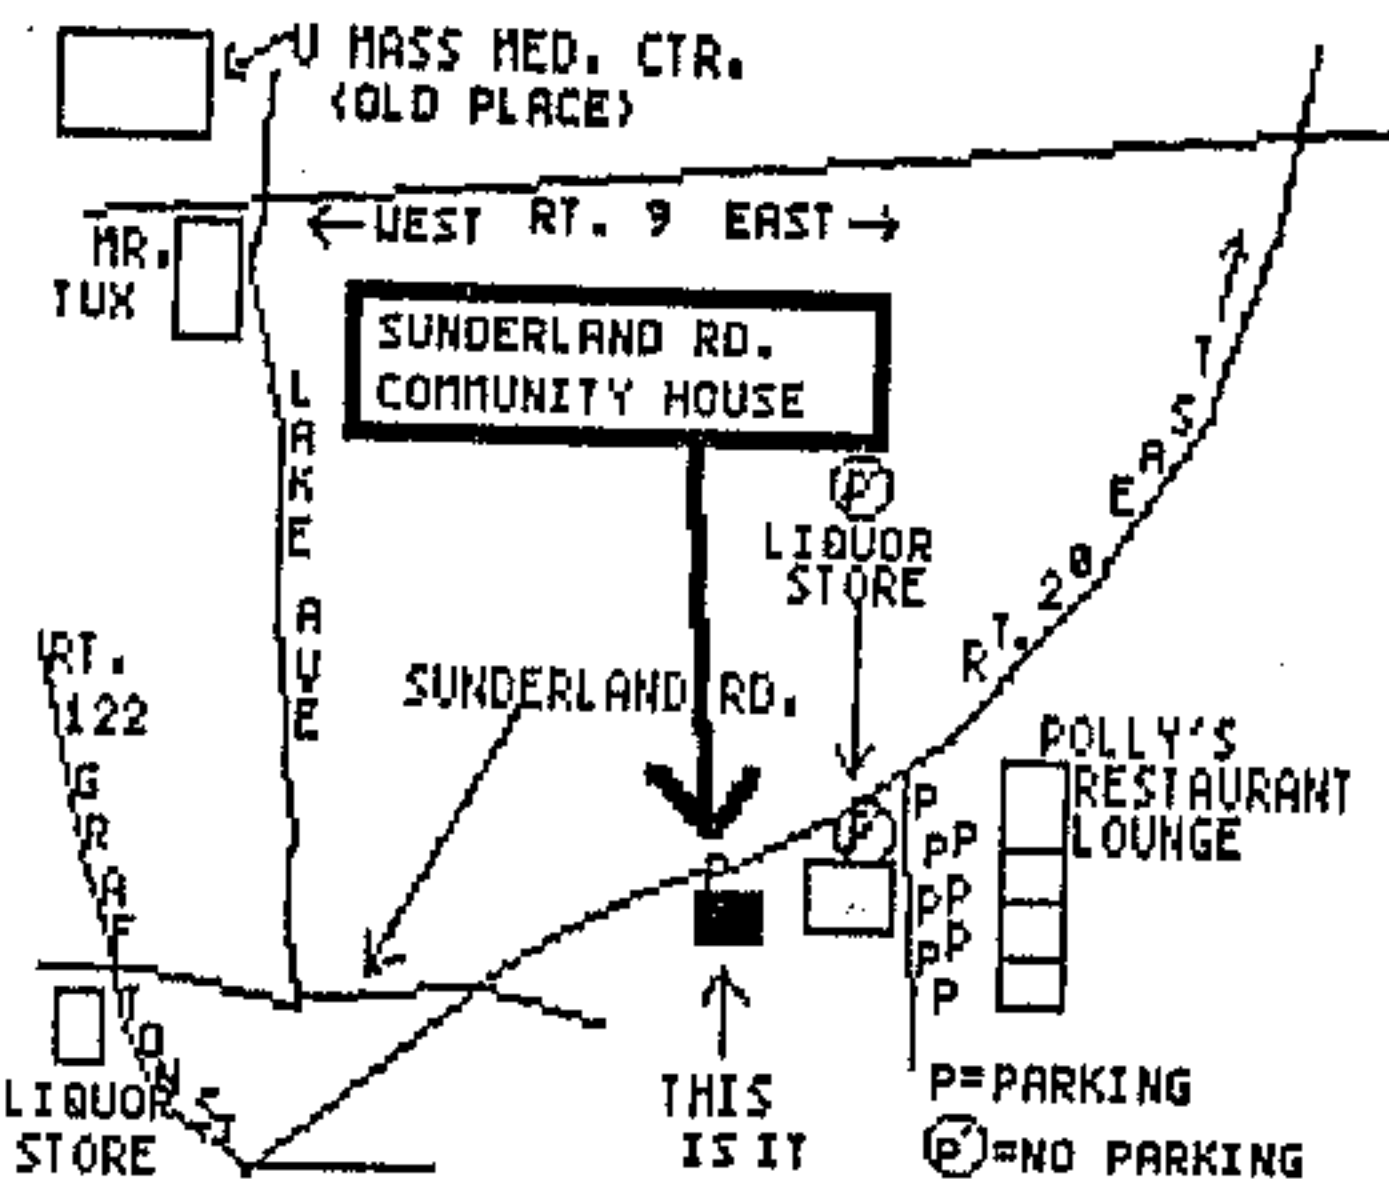 U MASS MED. CTR.
(OLD PLACE)
← WEST RT. 9 EAST →
MR.
TUX
SUNDERLAND RD.
COMMUNITY HOUSE
LAKE AVE
P
LIQUOR
STORE
RT. 20 EAST
RT.
122
GRAFTON ST
SUNDERLAND RD.
POLLY'S
RESTAURANT
LOUNGE
P
P
P
P P
P P
P P
P
LIQUOR
STORE
THIS
IS IT
P=PARKING
P=NO PARKING